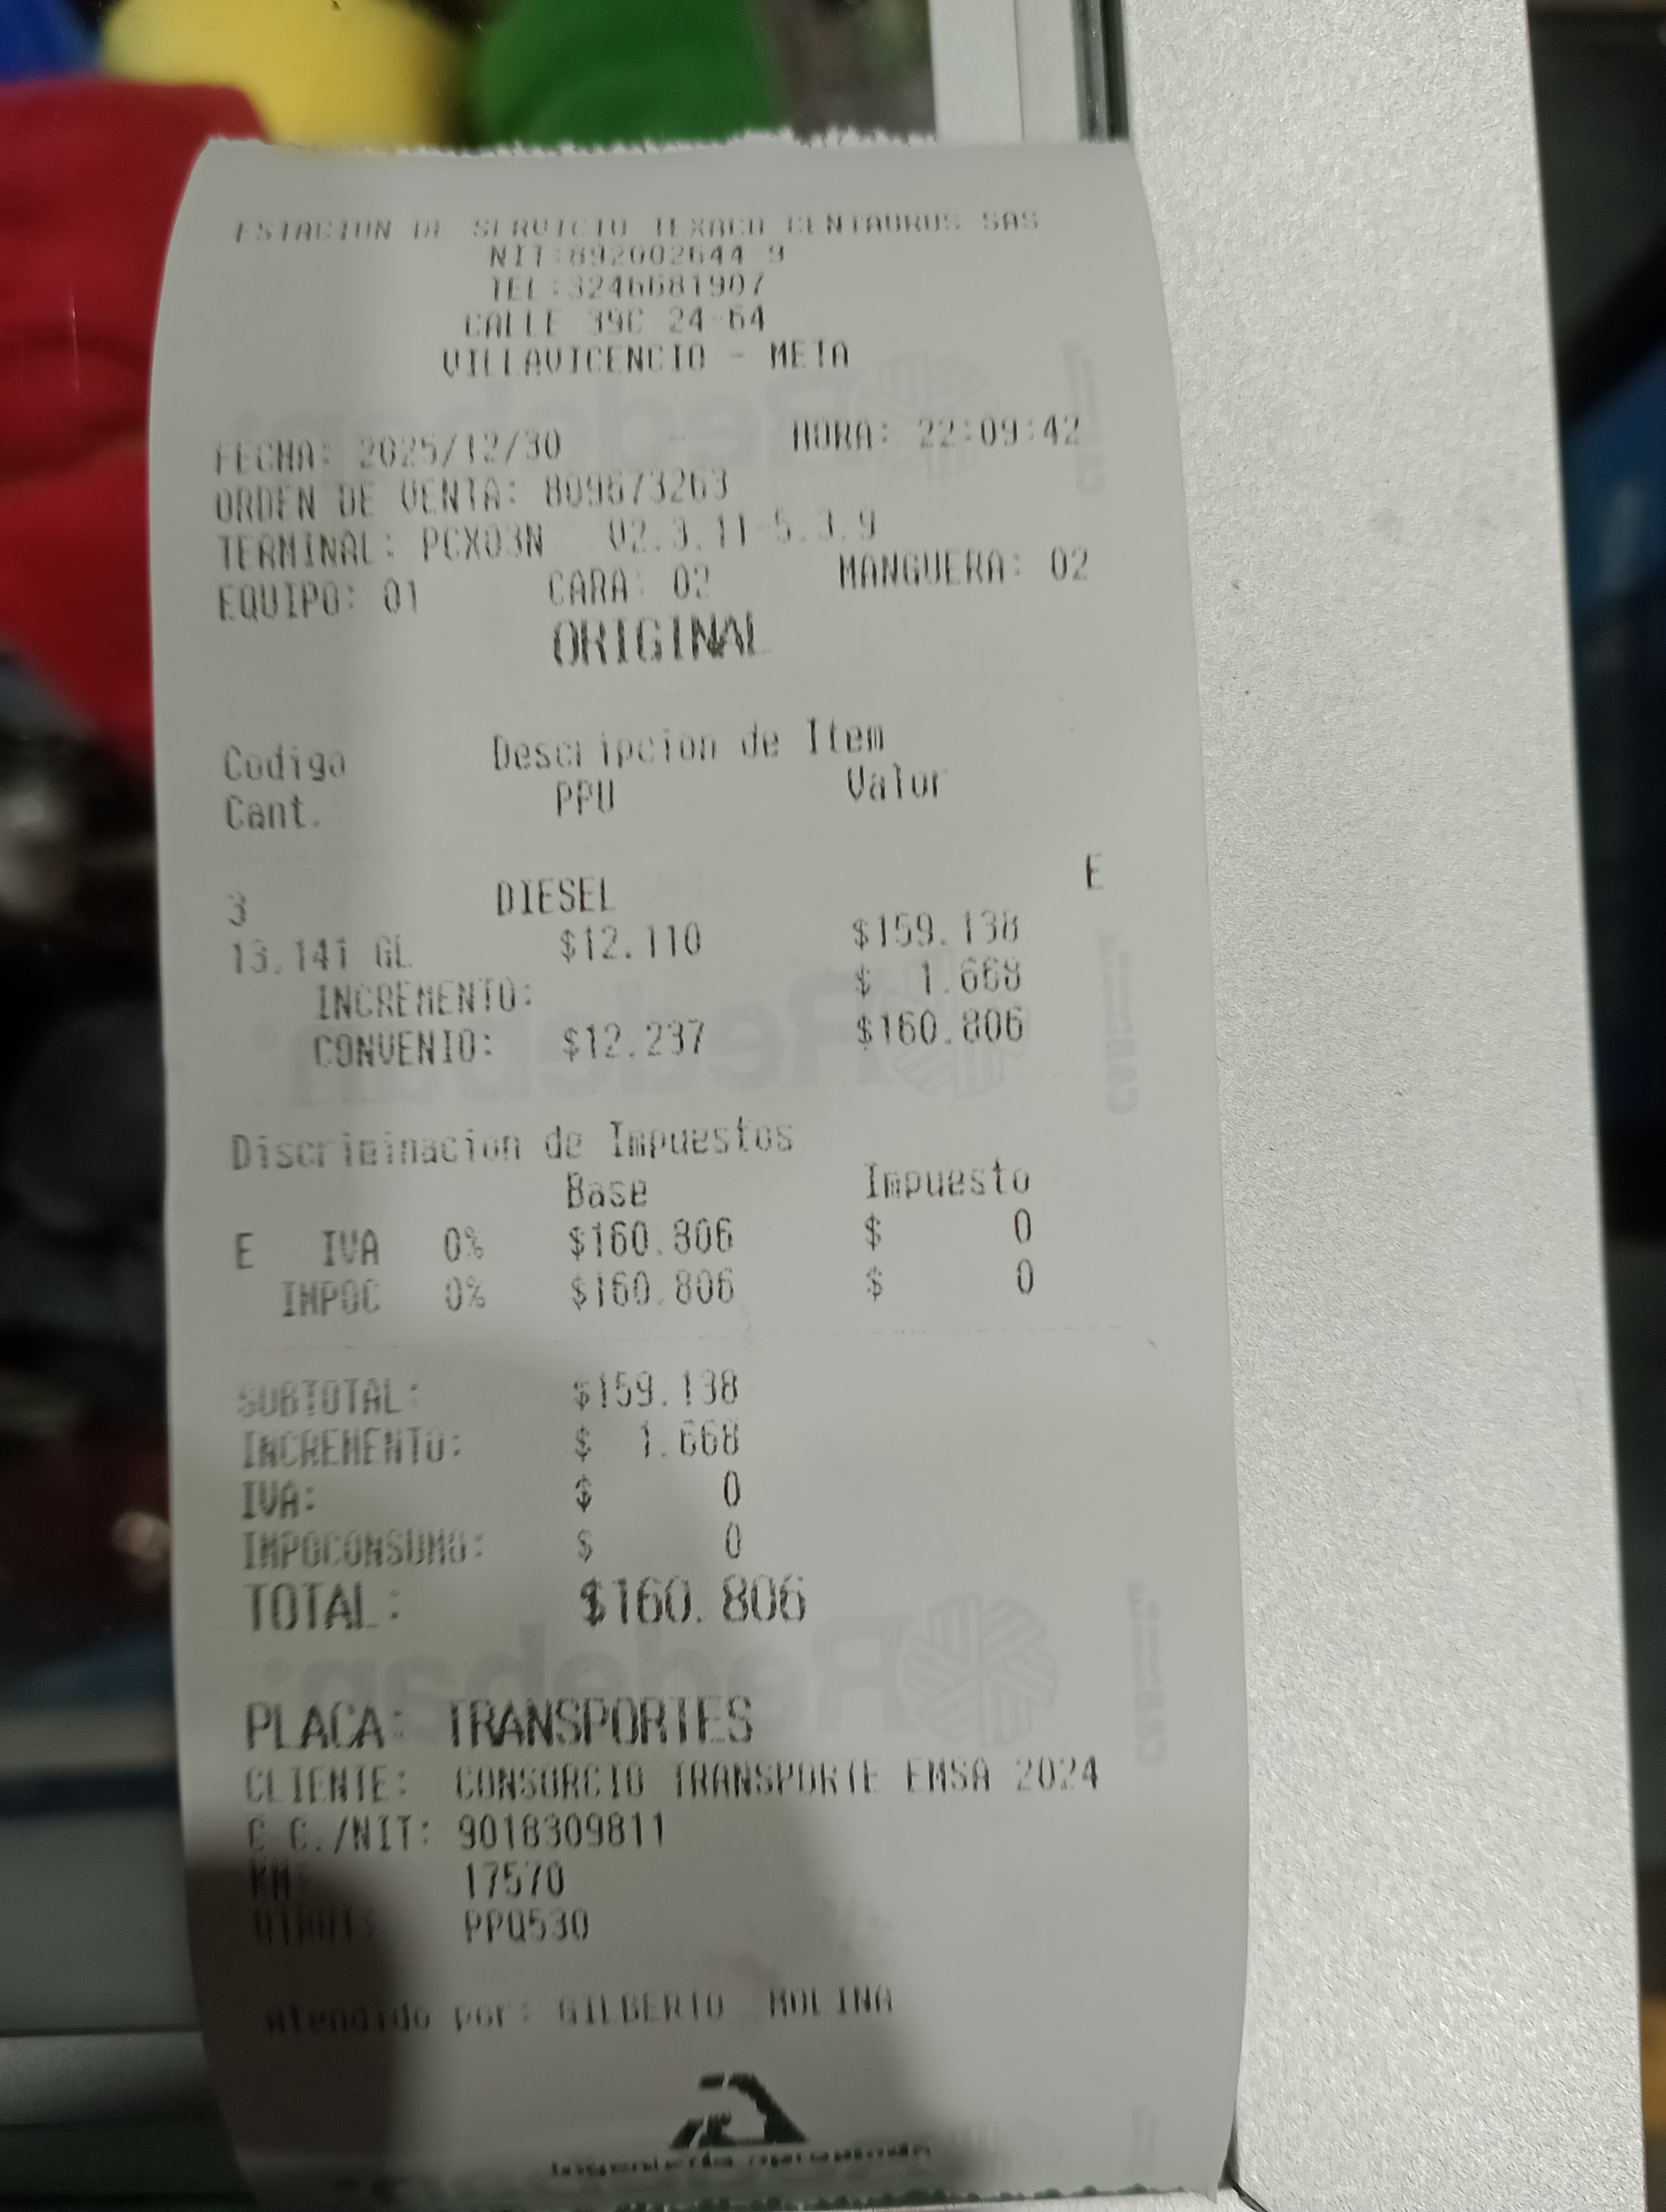 ESTACION DE SERVICIO TEXACO CENTAUROS SAS
NIT:892002644-9
TEL:3246681907
CALLE 39C 24-64
VILLAVICENCIO - META
FECHA: 2025/12/30 HORA: 22:09:42
ORDEN DE VENTA: 809673263
TERMINAL: PCX03N V2.3.11-5.3.9
EQUIPO: 01 CARA: 02 MANGUERA: 02
ORIGINAL
Codigo Descripcion de Item
Cant. PPU Valor
3 DIESEL E
13.141 GL $12.110 $159.138
INCREMENTO: $ 1.668
CONVENIO: $12.237 $160.806
Discriminacion de Impuestos
Base Impuesto
E IVA 0% $160.806 $ 0
IMPOC 0% $160.806 $ 0
SUBTOTAL: $159.138
INCREMENTO: $ 1.668
IVA: $ 0
IMPOCONSUMO: $ 0
TOTAL: $160.806
PLACA: TRANSPORTES
CLIENTE: CONSORCIO TRANSPORTE EMSA 2024
C.C./NIT: 9018309811
KM: 17570
PPQ530
Atendido por: GILBERTO MOLINA
Redeban